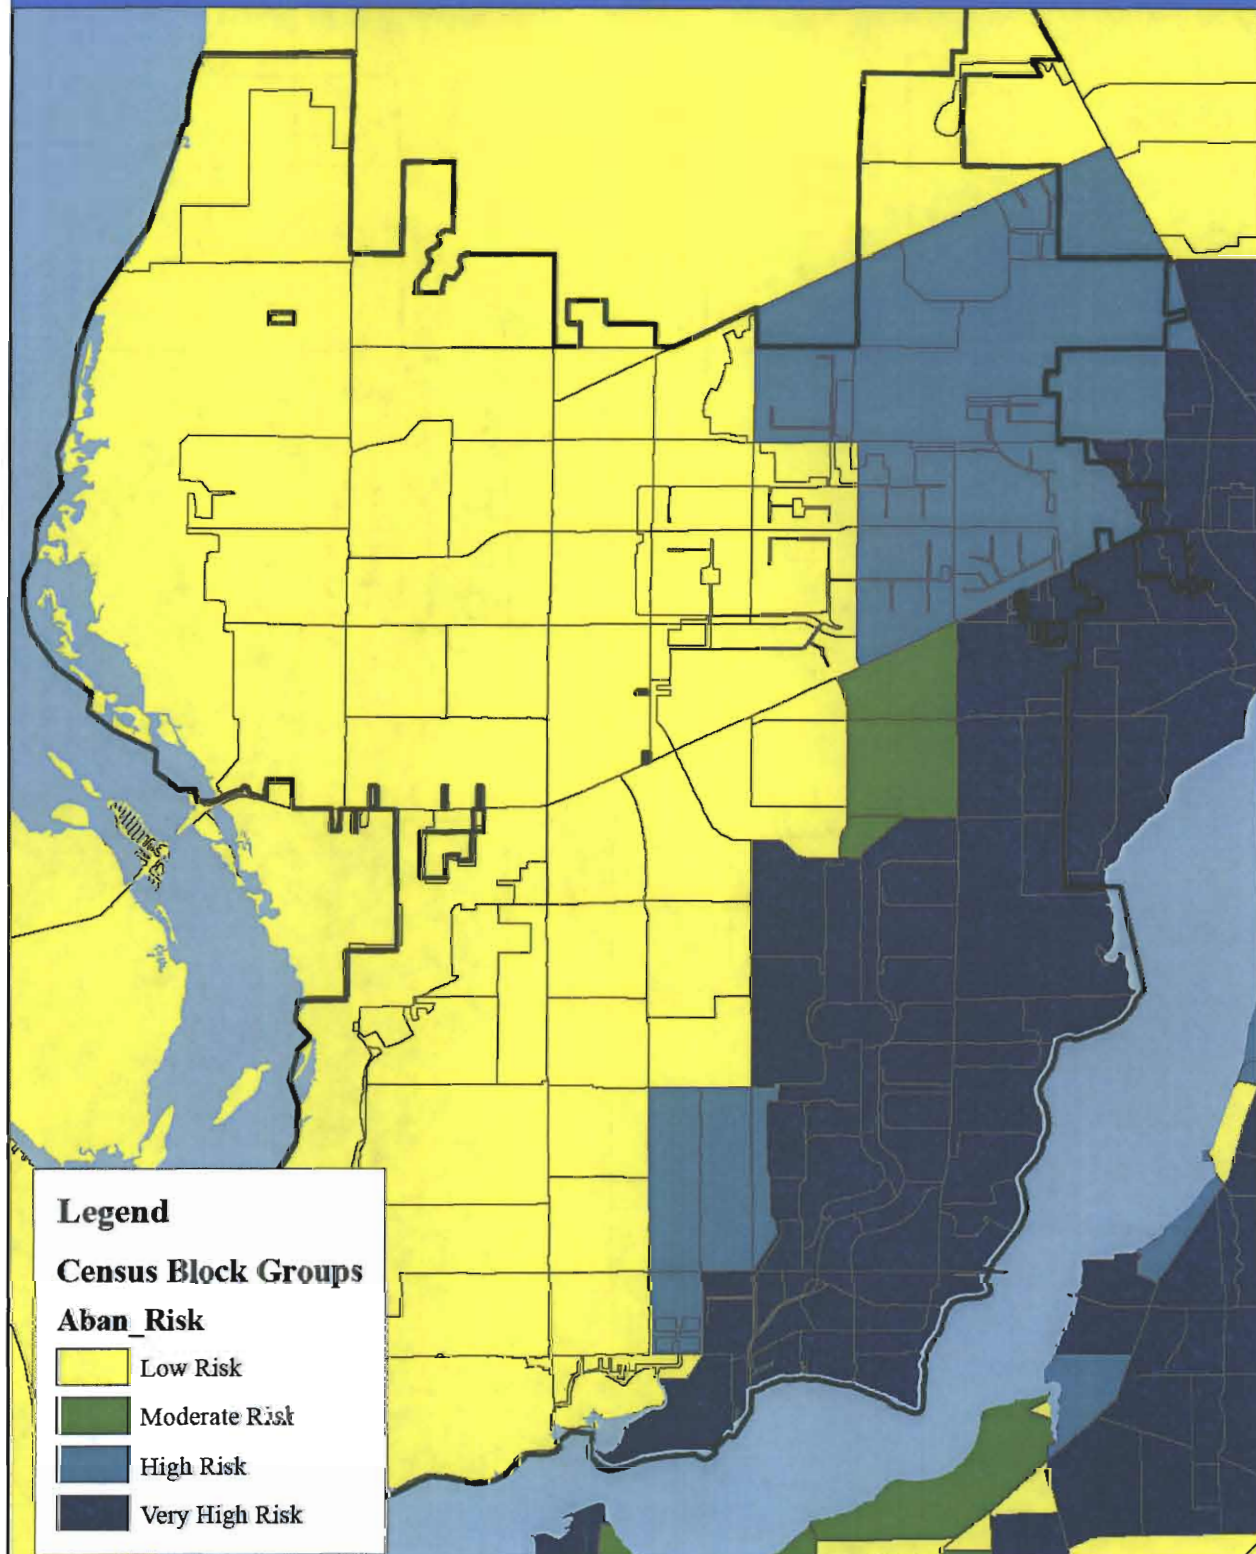 Legend
Census Block Groups
Aban_Risk
Low Risk
Moderate Risk
High Risk
Very High Risk